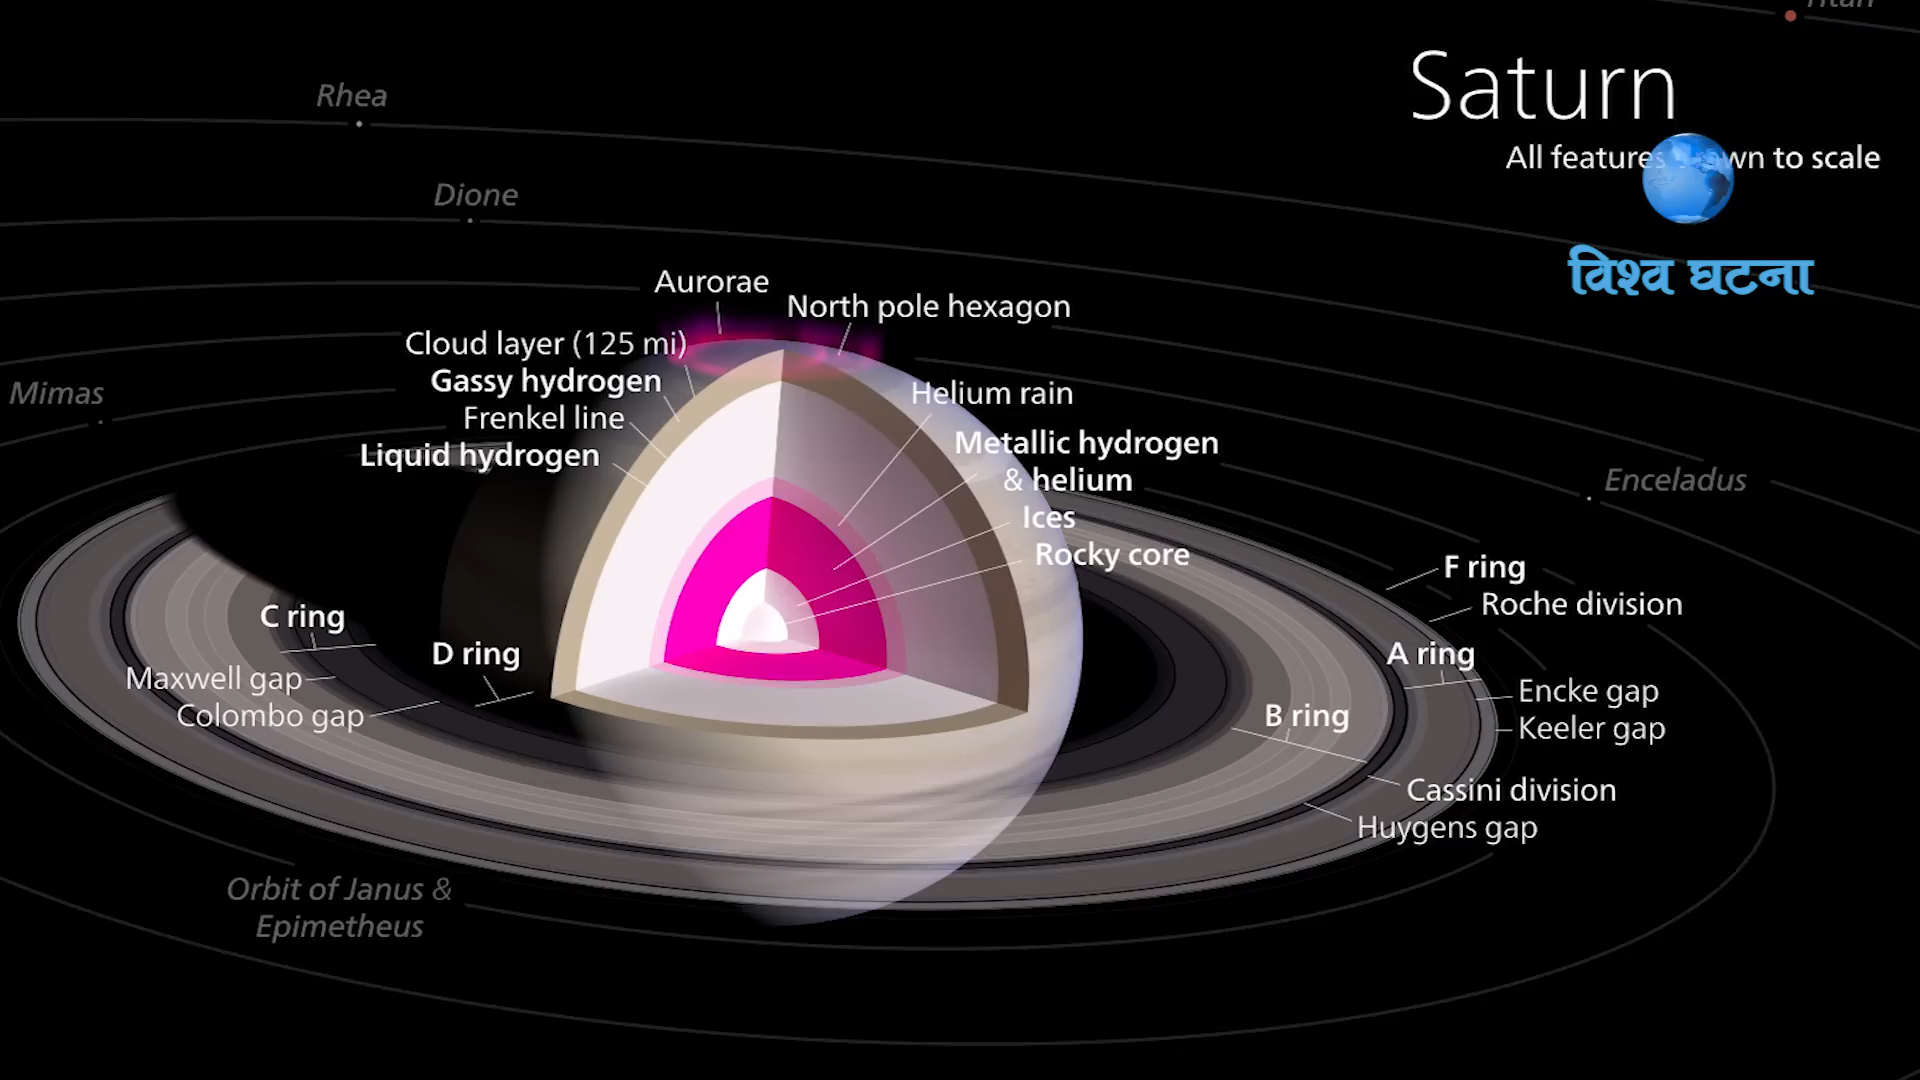 Titan
Saturn
All features drawn to scale
विश्व घटना
Rhea
Dione
Aurorae
North pole hexagon
Cloud layer (125 mi)
Gassy hydrogen
Frenkel line
Liquid hydrogen
Mimas
Helium rain
Metallic hydrogen
& helium
Ices
Rocky core
Enceladus
F ring
Roche division
A ring
Encke gap
Keeler gap
B ring
Cassini division
Huygens gap
C ring
D ring
Maxwell gap
Colombo gap
Orbit of Janus &
Epimetheus